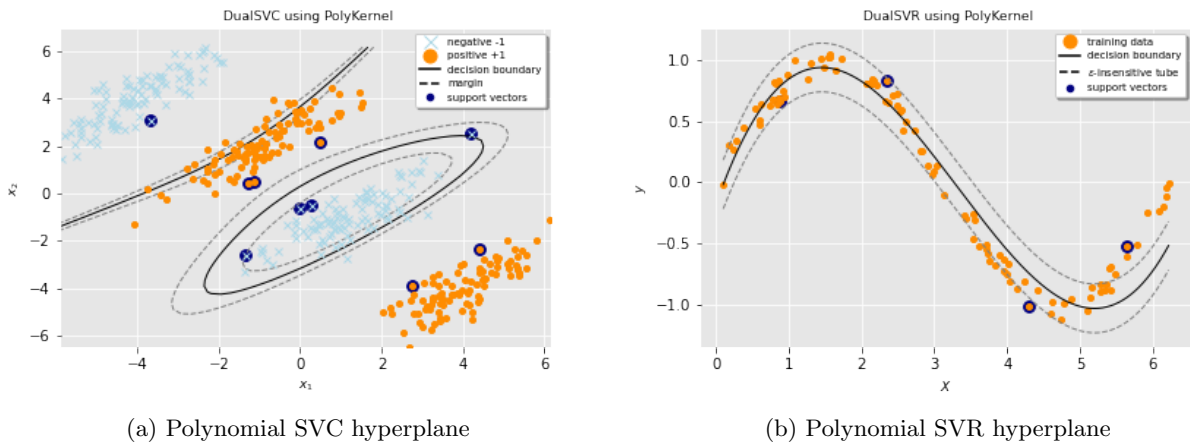 DualSVC using PolyKernel
negative -1
positive +1
decision boundary
margin
support vectors
6
4
2
0
−2
−4
−6
x₂
−4
−2
0
2
4
6
x₁
(a) Polynomial SVC hyperplane
DualSVR using PolyKernel
training data
decision boundary
ε-insensitive tube
support vectors
1.0
0.5
0.0
−0.5
−1.0
y
0
1
2
3
4
5
6
X
(b) Polynomial SVR hyperplane